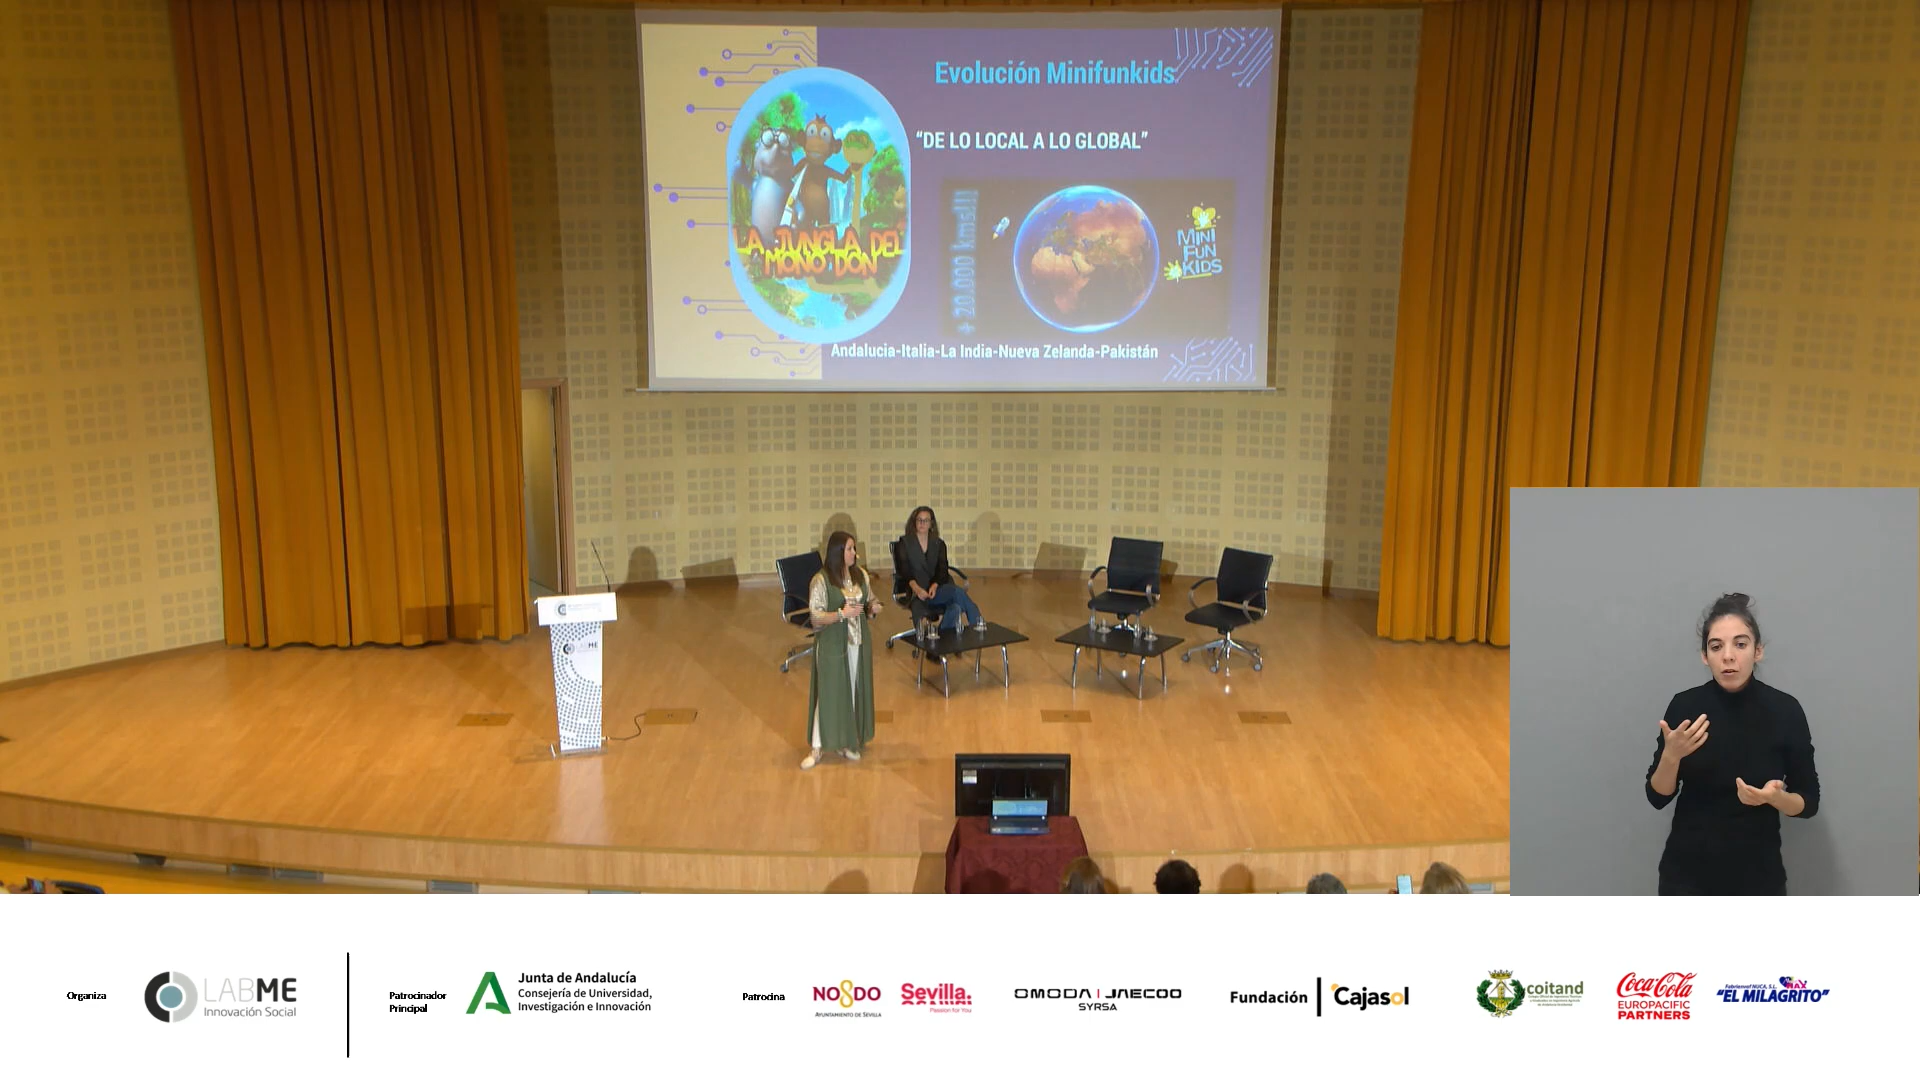 Evolución Minifunkids
“DE LO LOCAL A LO GLOBAL”
LA JUNGLA DEL
MONO DON
+ 20.000 kms!!!
MINI
FUN
KIDS
Andalucia-Italia-La India-Nueva Zelanda-Pakistán
LABME
Organiza
LABME
Innovación Social
Patrocinador
Principal
Junta de Andalucía
Consejería de Universidad,
Investigación e Innovación
Patrocina
NO8DO
AYUNTAMIENTO DE SEVILLA
Sevilla.
Passion for You
OMODA | JAECOO
SYRSA
Fundación | Cajasol
coitand
Coca-Cola
EUROPACIFIC
PARTNERS
MAX
“EL MILAGRITO”